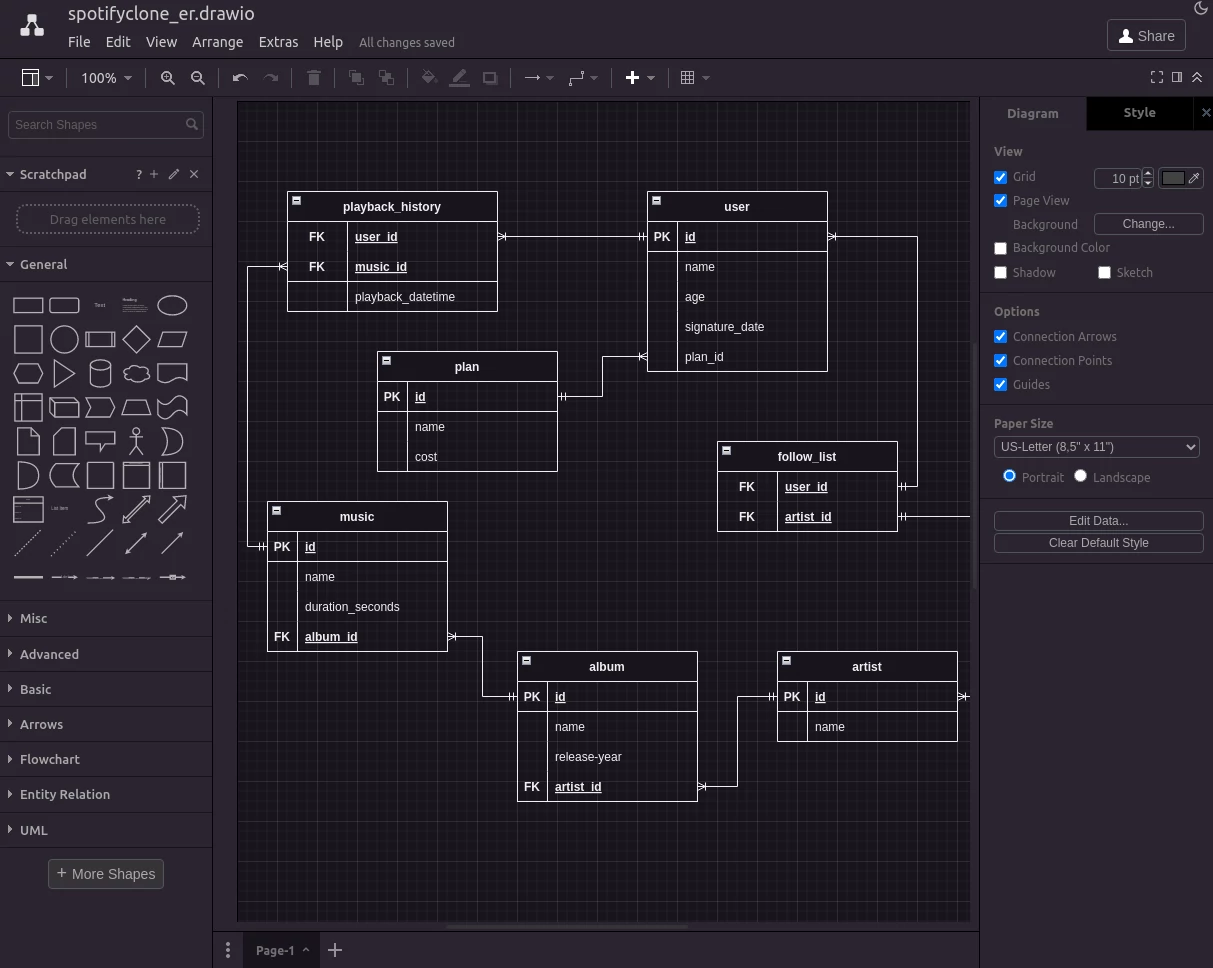 spotifyclone_er.drawio
File Edit View Arrange Extras Help All changes saved
Share
100%
Search Shapes
Scratchpad ?
Drag elements here
General
Text
Heading
List Item
Misc
Advanced
Basic
Arrows
Flowchart
Entity Relation
UML
+ More Shapes
playback_history
FK user_id
FK music_id
playback_datetime
user
PK id
name
age
signature_date
plan_id
plan
PK id
name
cost
follow_list
FK user_id
FK artist_id
music
PK id
name
duration_seconds
FK album_id
album
PK id
name
release-year
FK artist_id
artist
PK id
name
Page-1
Diagram Style
View
Grid 10 pt
Page View
Background Change...
Background Color
Shadow Sketch
Options
Connection Arrows
Connection Points
Guides
Paper Size
US-Letter (8,5" x 11")
Portrait Landscape
Edit Data...
Clear Default Style